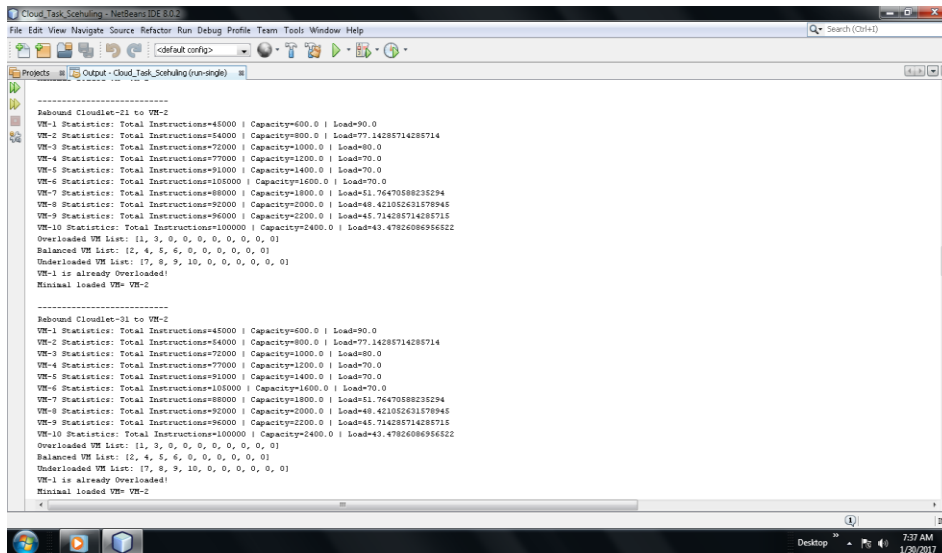 Cloud_Task_Scehuling - NetBeans IDE 8.0.2
File Edit View Navigate Source Refactor Run Debug Profile Team Tools Window Help
Search (Ctrl+I)
<default config>
Projects Output - Cloud_Task_Scehuling (run-single)
----------------------------
Rebound Cloudlet-21 to VM-2
VM-1 Statistics: Total Instructions=45000 | Capacity=600.0 | Load=90.0
VM-2 Statistics: Total Instructions=54000 | Capacity=800.0 | Load=77.14285714285714
VM-3 Statistics: Total Instructions=72000 | Capacity=1000.0 | Load=80.0
VM-4 Statistics: Total Instructions=77000 | Capacity=1200.0 | Load=70.0
VM-5 Statistics: Total Instructions=91000 | Capacity=1400.0 | Load=70.0
VM-6 Statistics: Total Instructions=105000 | Capacity=1600.0 | Load=70.0
VM-7 Statistics: Total Instructions=88000 | Capacity=1800.0 | Load=51.76470588235294
VM-8 Statistics: Total Instructions=92000 | Capacity=2000.0 | Load=48.421052631578945
VM-9 Statistics: Total Instructions=96000 | Capacity=2200.0 | Load=45.714285714285715
VM-10 Statistics: Total Instructions=100000 | Capacity=2400.0 | Load=43.47826086956522
Overloaded VM List: [1, 3, 0, 0, 0, 0, 0, 0, 0, 0]
Balanced VM List: [2, 4, 5, 6, 0, 0, 0, 0, 0, 0]
Underloaded VM List: [7, 8, 9, 10, 0, 0, 0, 0, 0, 0]
VM-1 is already Overloaded!
Minimal loaded VM= VM-2
----------------------------
Rebound Cloudlet-31 to VM-2
VM-1 Statistics: Total Instructions=45000 | Capacity=600.0 | Load=90.0
VM-2 Statistics: Total Instructions=54000 | Capacity=800.0 | Load=77.14285714285714
VM-3 Statistics: Total Instructions=72000 | Capacity=1000.0 | Load=80.0
VM-4 Statistics: Total Instructions=77000 | Capacity=1200.0 | Load=70.0
VM-5 Statistics: Total Instructions=91000 | Capacity=1400.0 | Load=70.0
VM-6 Statistics: Total Instructions=105000 | Capacity=1600.0 | Load=70.0
VM-7 Statistics: Total Instructions=88000 | Capacity=1800.0 | Load=51.76470588235294
VM-8 Statistics: Total Instructions=92000 | Capacity=2000.0 | Load=48.421052631578945
VM-9 Statistics: Total Instructions=96000 | Capacity=2200.0 | Load=45.714285714285715
VM-10 Statistics: Total Instructions=100000 | Capacity=2400.0 | Load=43.47826086956522
Overloaded VM List: [1, 3, 0, 0, 0, 0, 0, 0, 0, 0]
Balanced VM List: [2, 4, 5, 6, 0, 0, 0, 0, 0, 0]
Underloaded VM List: [7, 8, 9, 10, 0, 0, 0, 0, 0, 0]
VM-1 is already Overloaded!
Minimal loaded VM= VM-2
Desktop
7:37 AM
1/30/2017